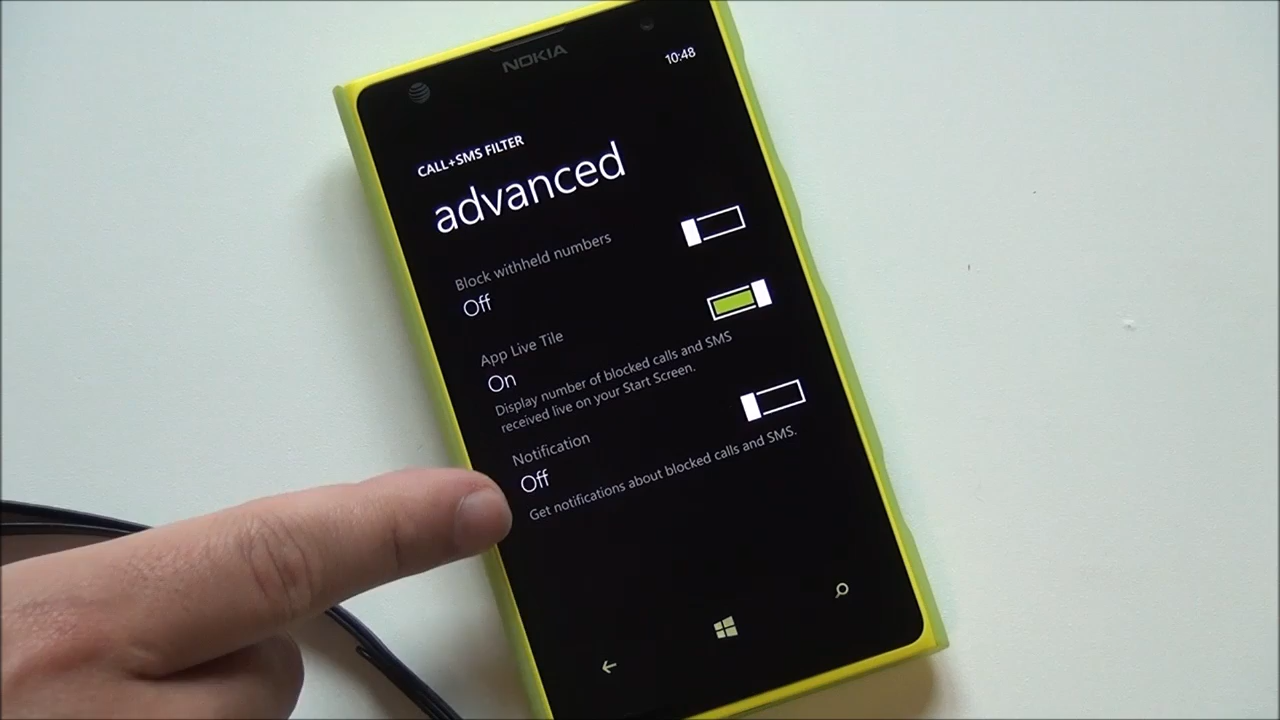 NOKIA
10:48
CALL+SMS FILTER
advanced
Block withheld numbers
Off
App Live Tile
On
Display number of blocked calls and SMS
received live on your Start Screen.
Notification
Off
Get notifications about blocked calls and SMS.